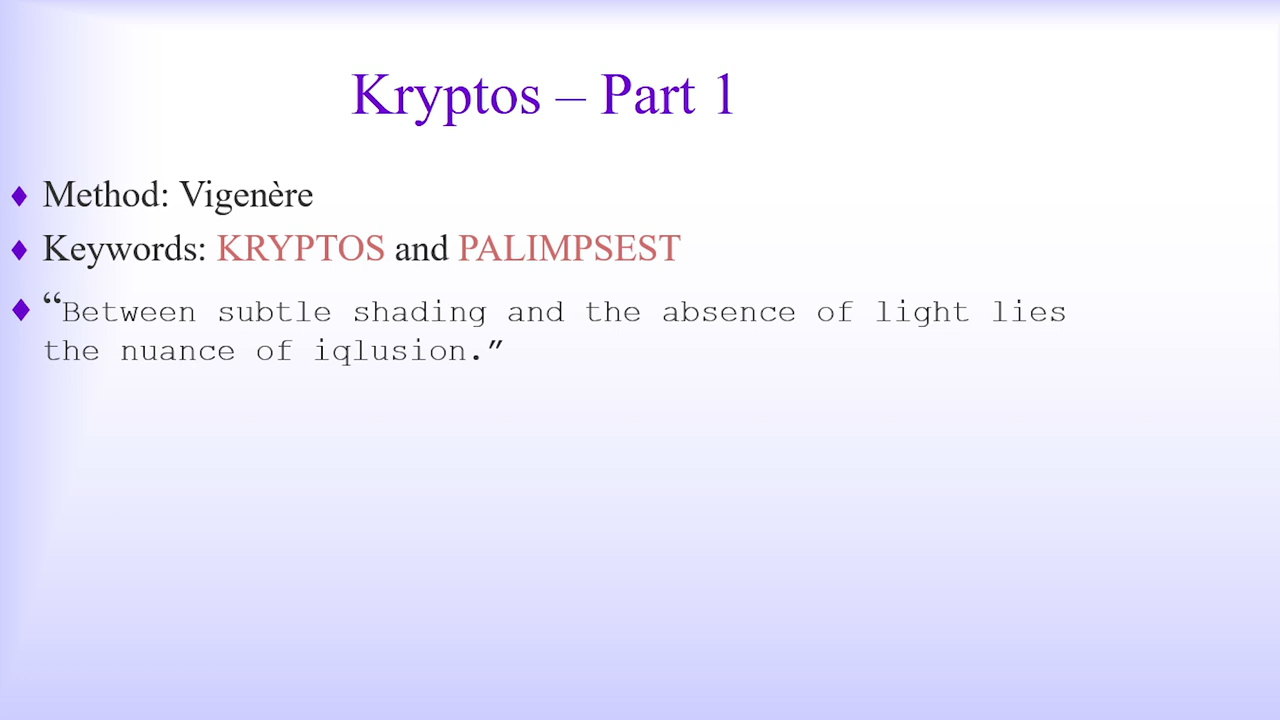 Kryptos – Part 1
♦ Method: Vigenère
♦ Keywords: KRYPTOS and PALIMPSEST
♦ “Between subtle shading and the absence of light lies
the nuance of iqlusion.”